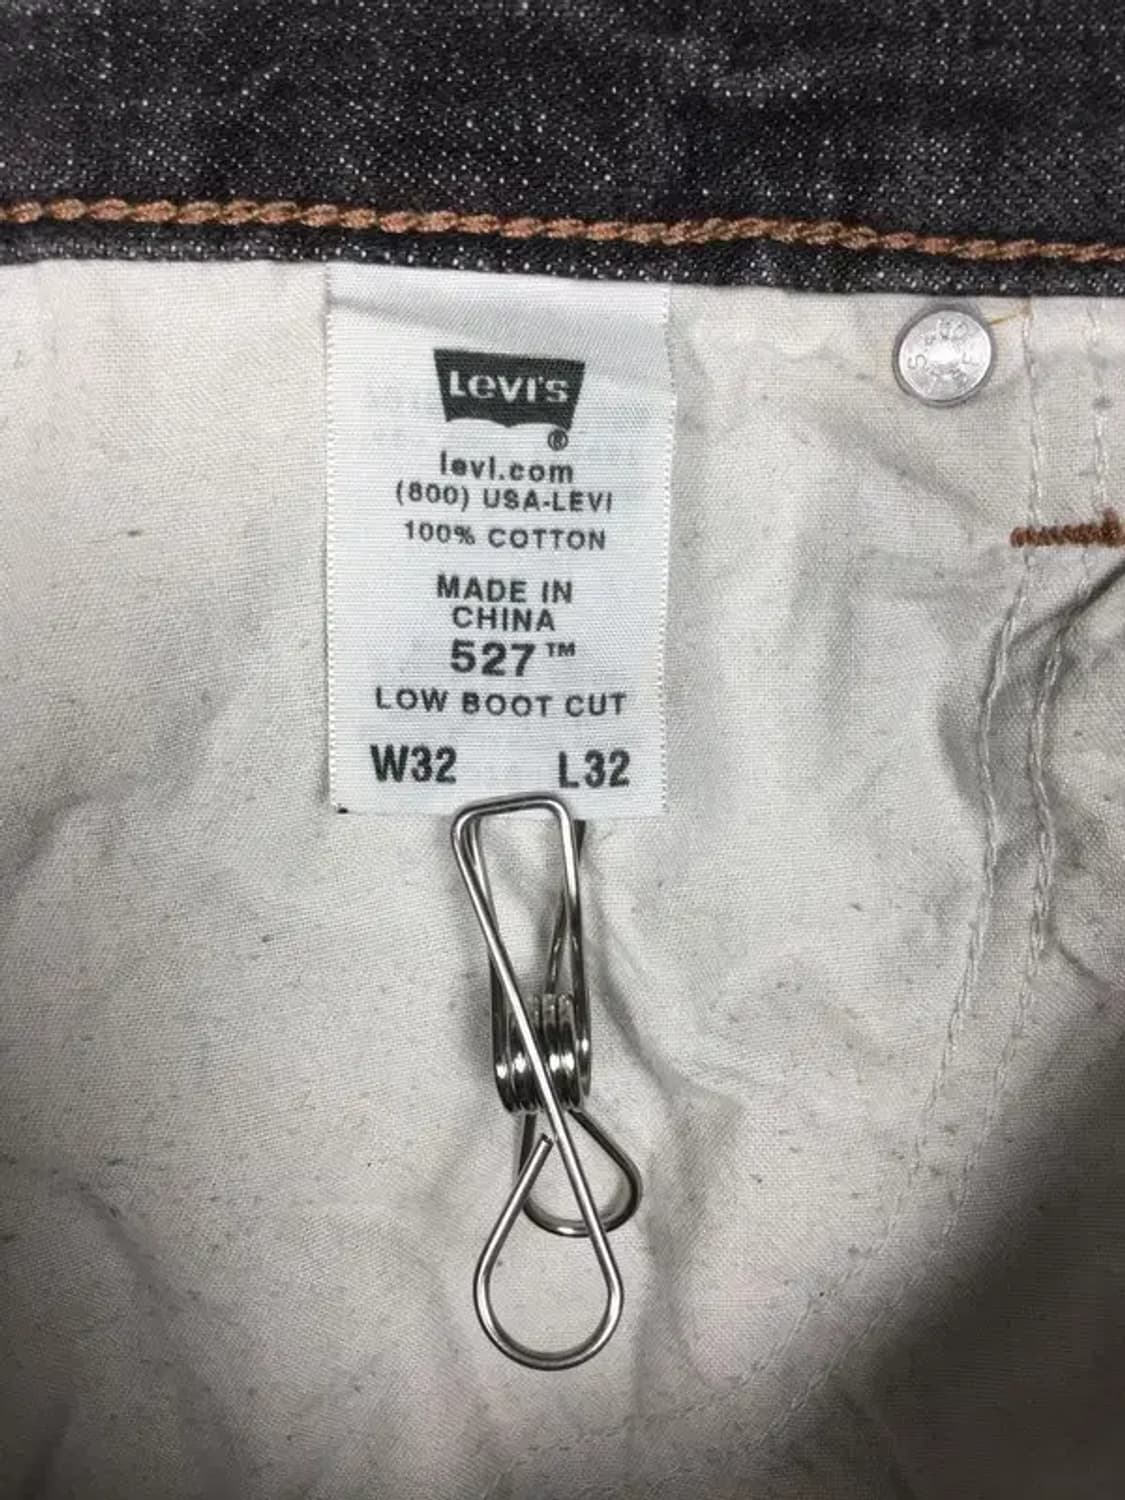 Levi's
®
levi.com
(800) USA-LEVI
100% COTTON
MADE IN
CHINA
527™
LOW BOOT CUT
W32 L32